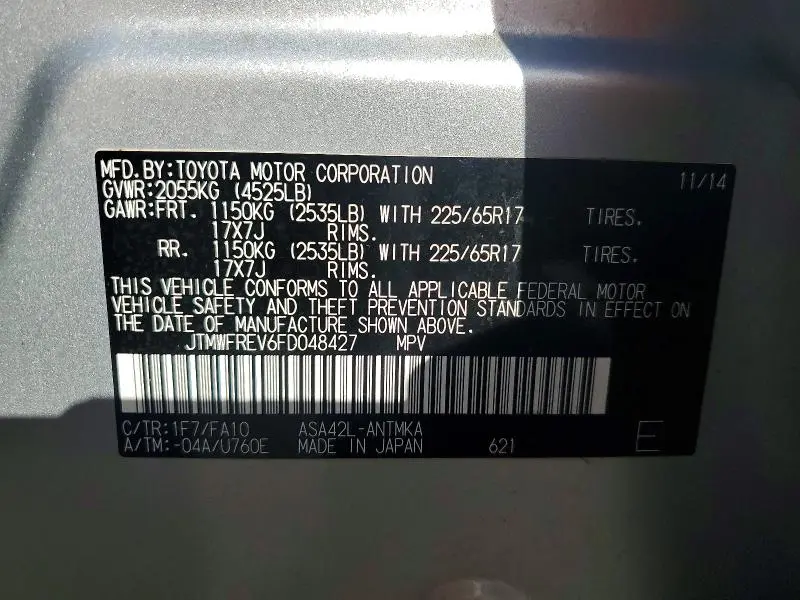 MFD.BY:TOYOTA MOTOR CORPORATION 11/14
GVWR:2055KG (4525LB)
GAWR:FRT. 1150KG (2535LB) WITH 225/65R17 TIRES.
17X7J RIMS.
RR. 1150KG (2535LB) WITH 225/65R17 TIRES.
17X7J RIMS.
THIS VEHICLE CONFORMS TO ALL APPLICABLE FEDERAL MOTOR
VEHICLE SAFETY AND THEFT PREVENTION STANDARDS IN EFFECT ON
THE DATE OF MANUFACTURE SHOWN ABOVE.
JTMWFREV6FD048427 MPV
C/TR:1F7/FA10 ASA42L-ANTMKA
A/TM:-04A/U760E MADE IN JAPAN 621 E